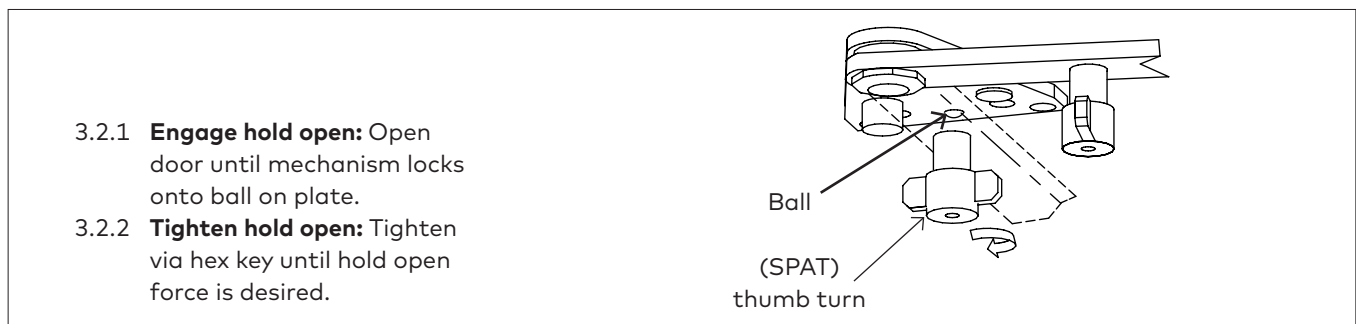 3.2.1 Engage hold open: Open
door until mechanism locks
onto ball on plate.
3.2.2 Tighten hold open: Tighten
via hex key until hold open
force is desired.
Ball
(SPAT)
thumb turn